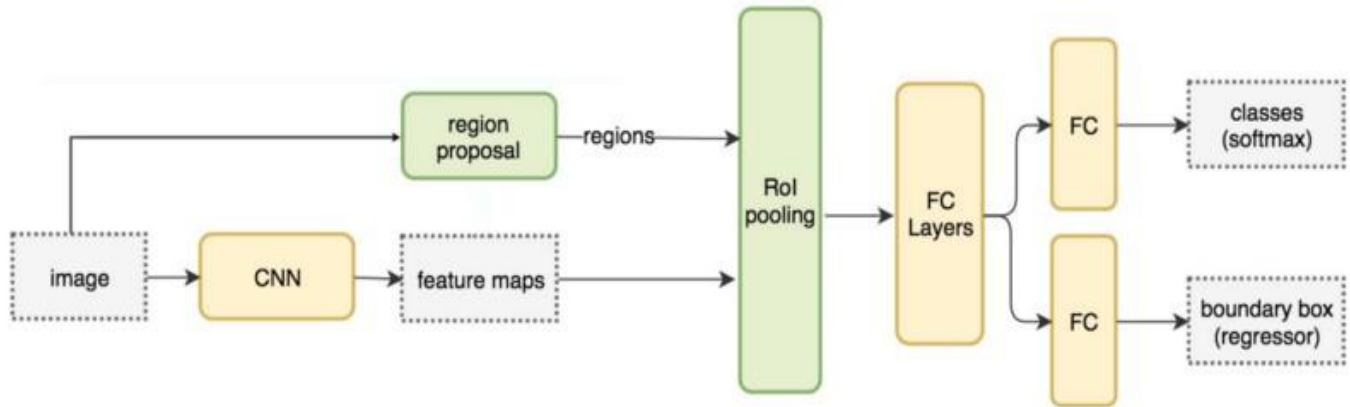 region
proposal
regions
image
CNN
feature maps
RoI
pooling
FC
Layers
FC
classes
(softmax)
FC
boundary box
(regressor)